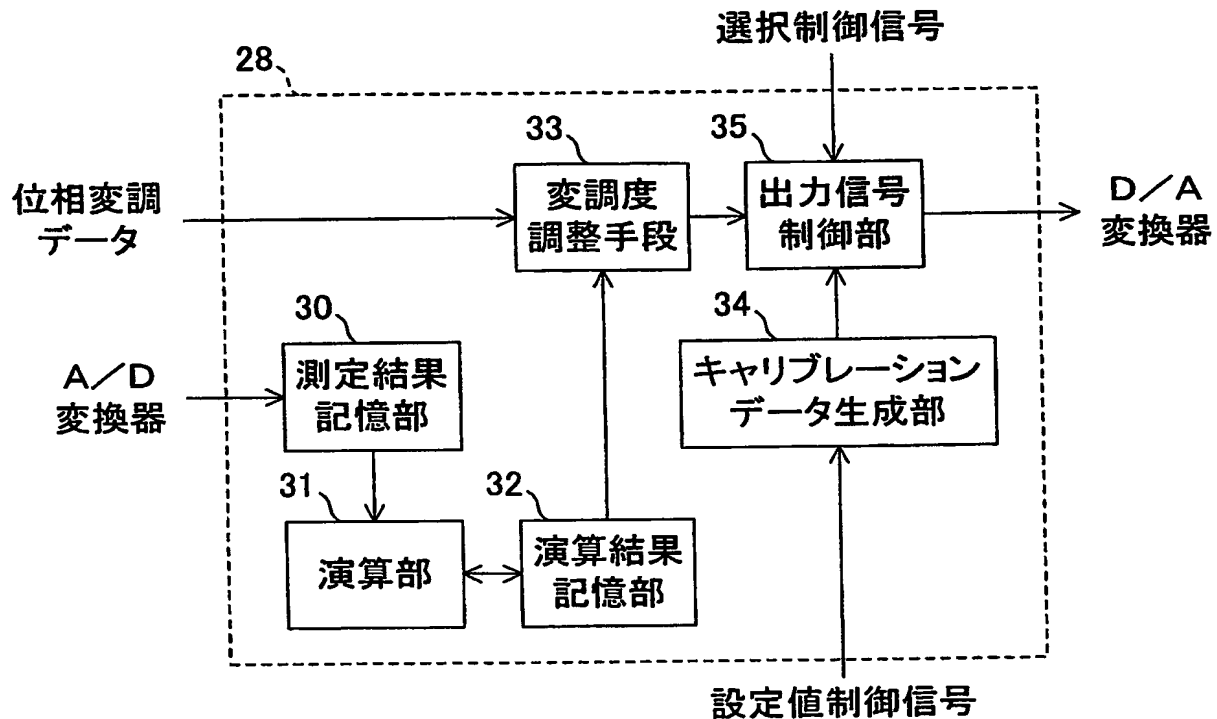 選択制御信号
28
33
35
位相変調
データ
変調度
調整手段
出力信号
制御部
D/A
変換器
30
34
A/D
変換器
測定結果
記憶部
キャリブレーション
データ生成部
31
32
演算部
演算結果
記憶部
設定値制御信号